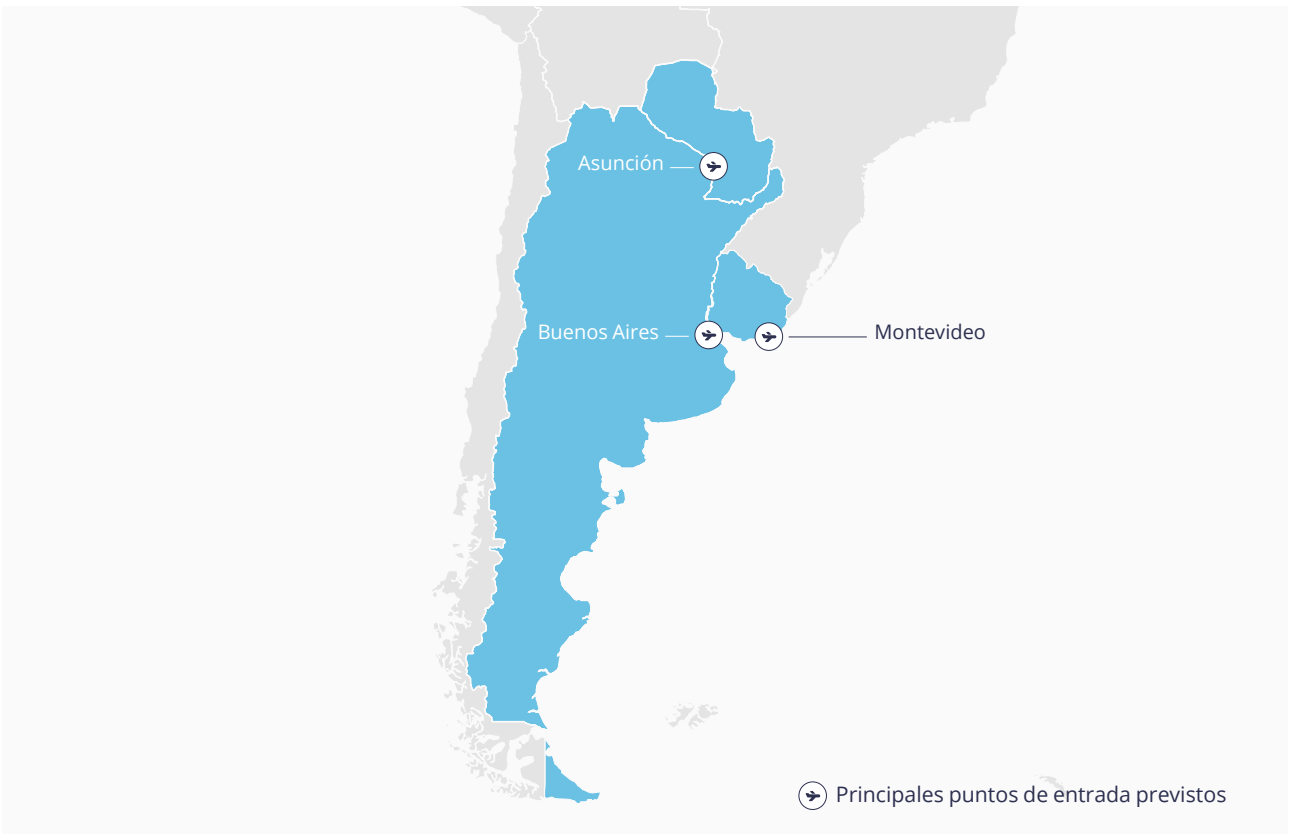 Asunción
Buenos Aires
Montevideo
Principales puntos de entrada previstos